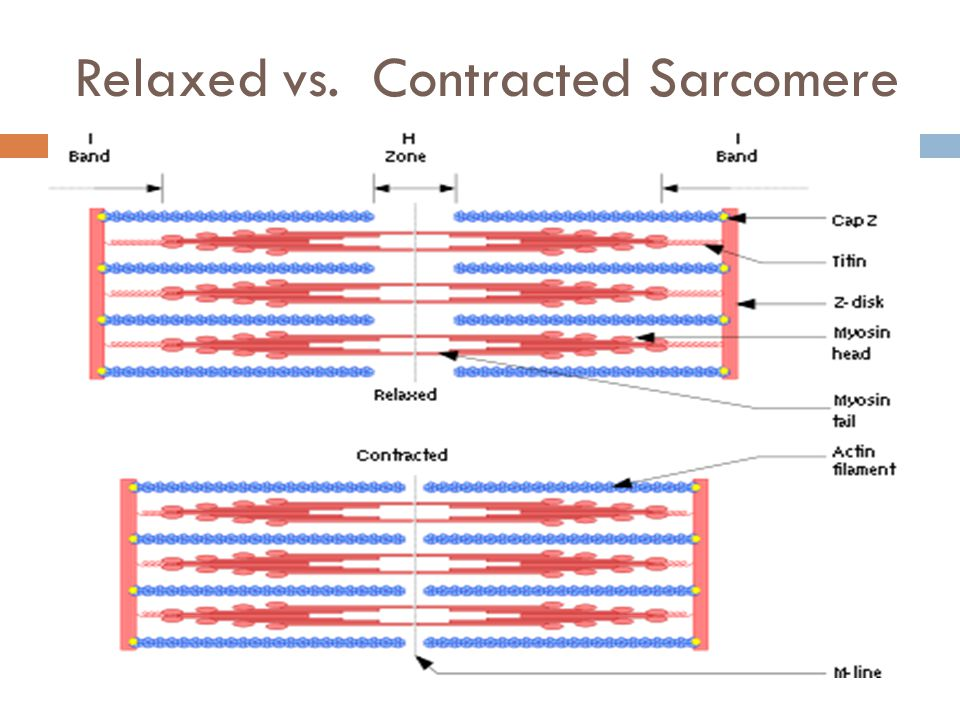 Relaxed vs. Contracted Sarcomere
I
Band
H
Zone
I
Band
Cap Z
Titin
Z-disk
Myosin
head
Relaxed
Myosin
tail
Contracted
Actin
filament
M-line